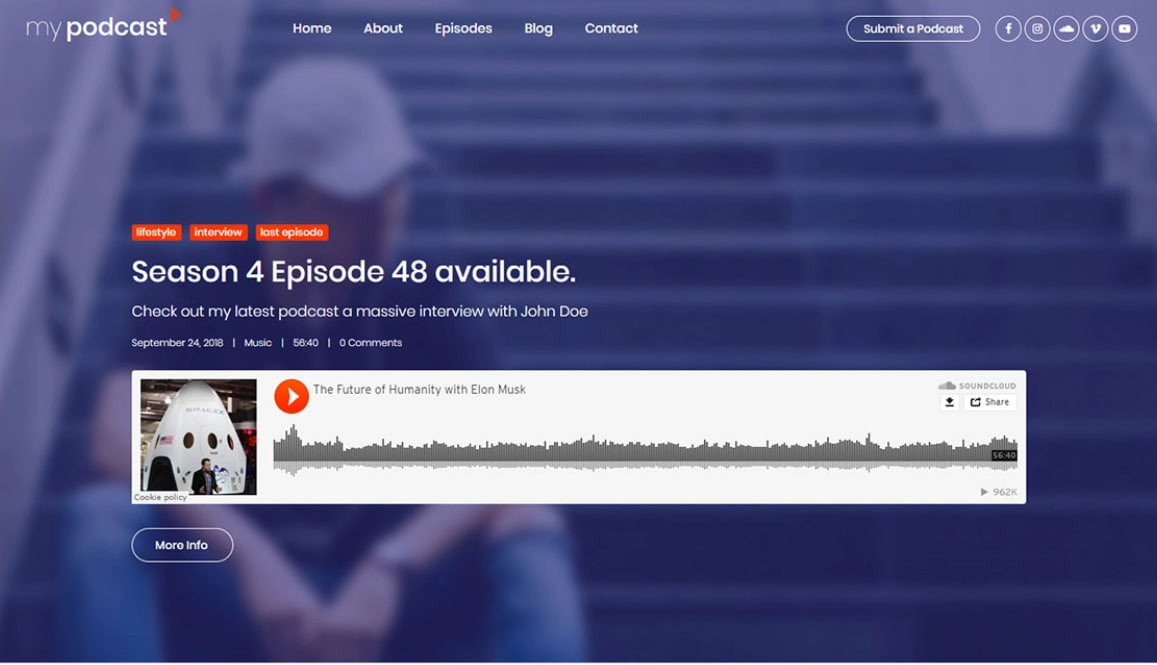 my podcast
Home About Episodes Blog Contact
Submit a Podcast
lifestyle interview last episode
Season 4 Episode 48 available.
Check out my latest podcast a massive interview with John Doe
September 24, 2018 | Music | 56:40 | 0 Comments
The Future of Humanity with Elon Musk
SOUNDCLOUD
Share
SPACEX
56:40
Cookie policy
962K
More Info